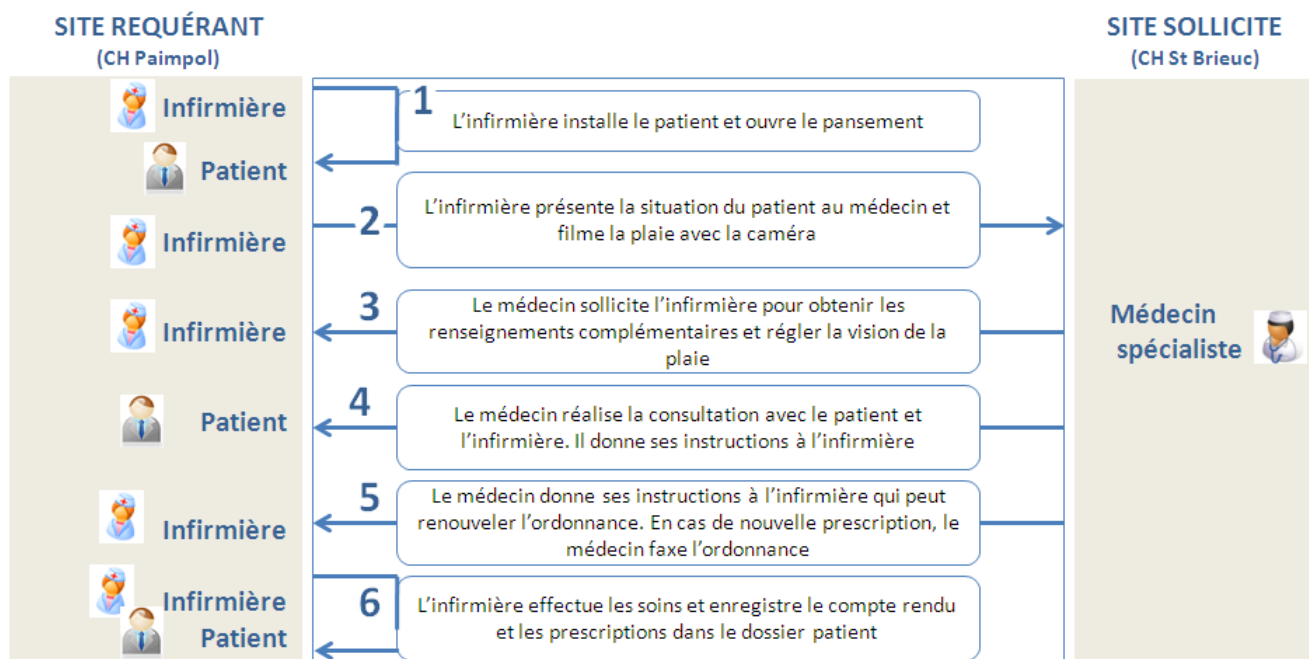 SITE REQUÉRANT
(CH Paimpol)
SITE SOLLICITE
(CH St Brieuc)
Infirmière
Patient
1
L'infirmière installe le patient et ouvre le pansement
Infirmière
2
L'infirmière présente la situation du patient au médecin et
filme la plaie avec la caméra
Infirmière
3
Le médecin sollicite l'infirmière pour obtenir les
renseignements complémentaires et régler la vision de la
plaie
Médecin
spécialiste
Patient
4
Le médecin réalise la consultation avec le patient et
l'infirmière. Il donne ses instructions à l'infirmière
Infirmière
5
Le médecin donne ses instructions à l'infirmière qui peut
renouveler l'ordonnance. En cas de nouvelle prescription, le
médecin faxe l'ordonnance
Infirmière
Patient
6
L'infirmière effectue les soins et enregistre le compte rendu
et les prescriptions dans le dossier patient